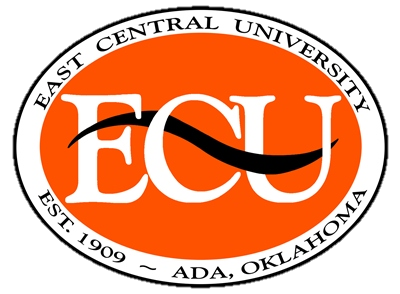 EAST CENTRAL UNIVERSITY
ECU
EST. 1909 ~ ADA, OKLAHOMA